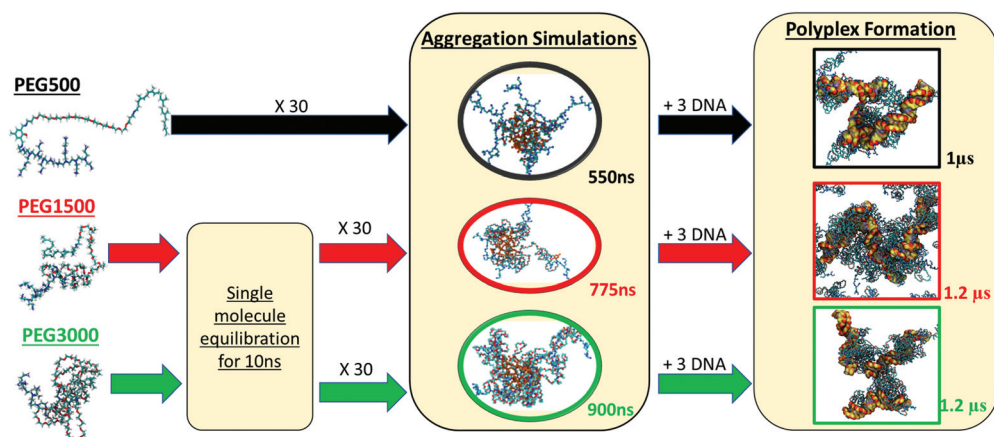 Aggregation Simulations
Polyplex Formation
PEG500
X 30
+ 3 DNA
550ns
1µs
PEG1500
X 30
+ 3 DNA
775ns
1.2 µs
Single
molecule
equilibration
for 10ns
PEG3000
X 30
+ 3 DNA
900ns
1.2 µs